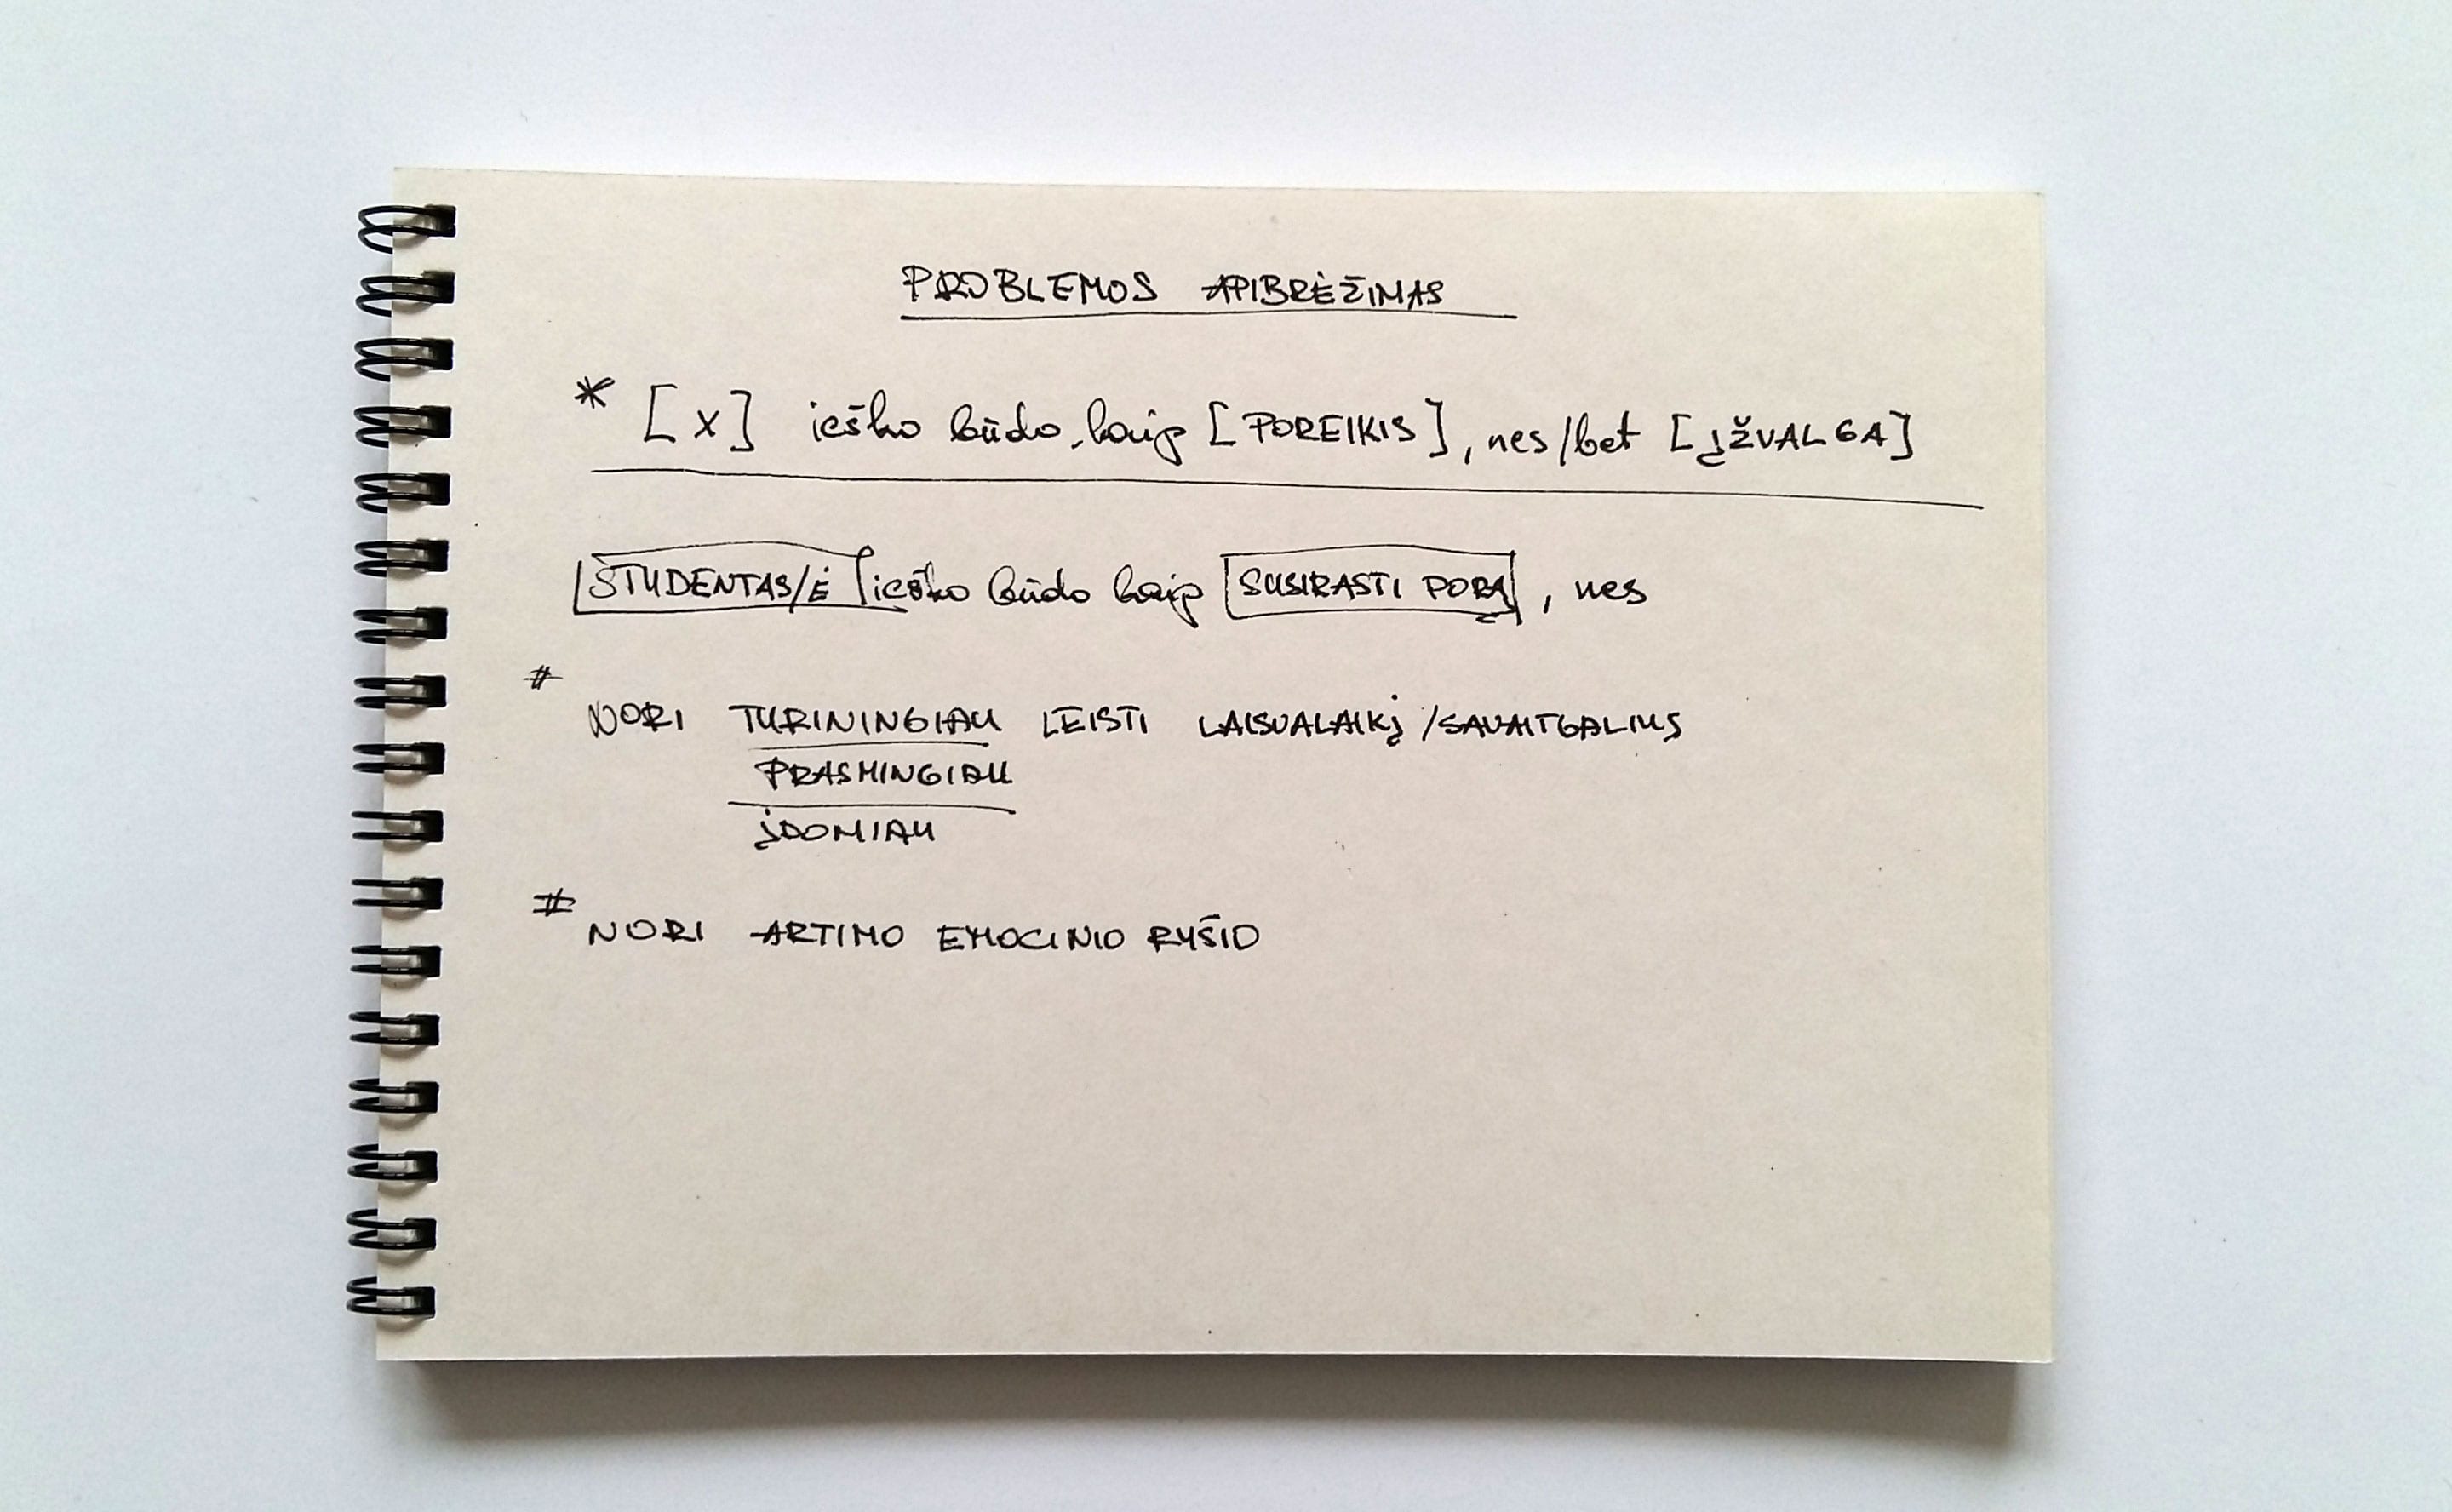 PROBLEMOS APIBRĖŽIMAS
* [X] ieško būdo, kaip [POREIKIS], nes/bet [ĮŽVALGA]
STUDENTAS/Ė ieško būdo kaip SUSIRASTI PORĄ, nes
# NORI TURININGIAU LEISTI LAISVALAIKĮ/SAVAITGALIUS
PRASMINGIAU
ĮDOMIAU
# NORI ARTIMO EMOCINIO RYŠIO